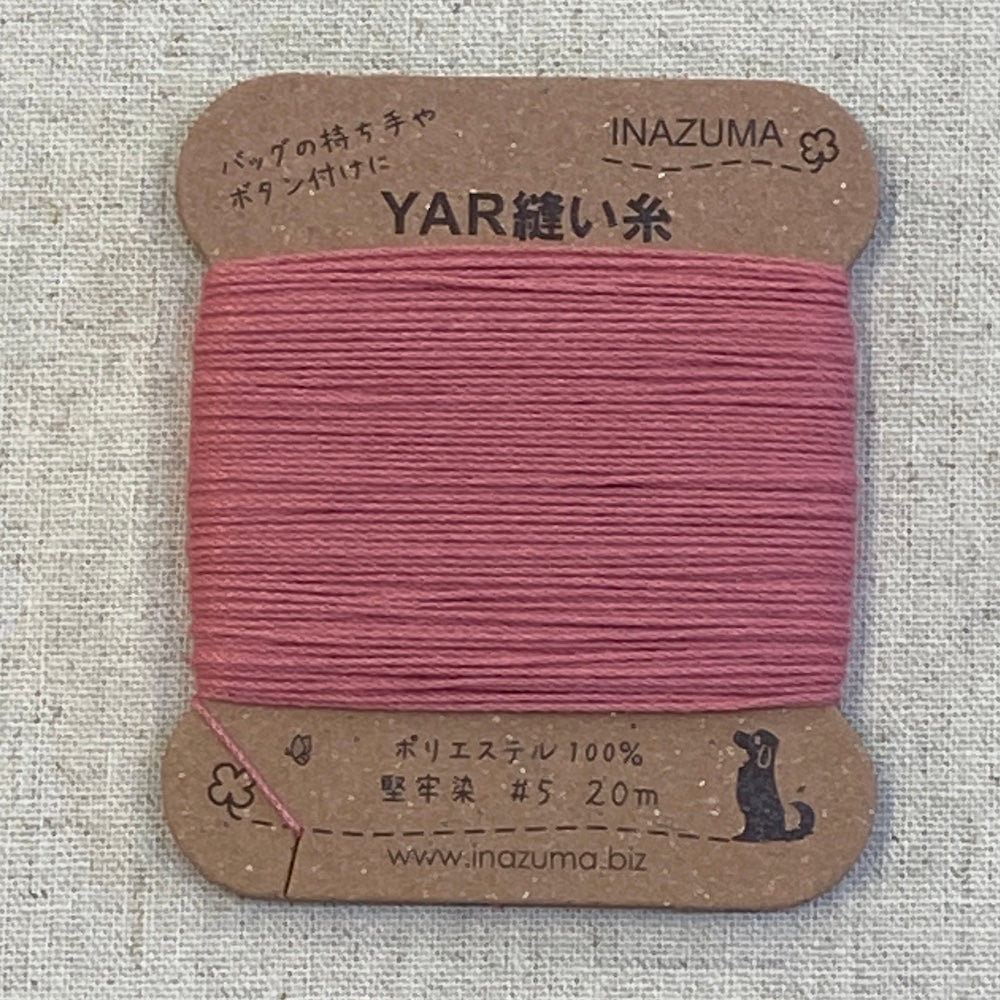 バッグの持ち手や
ボタン付けに
INAZUMA
YAR縫い糸
ポリエステル100%
堅牢染 #5 20m
www.inazuma.biz